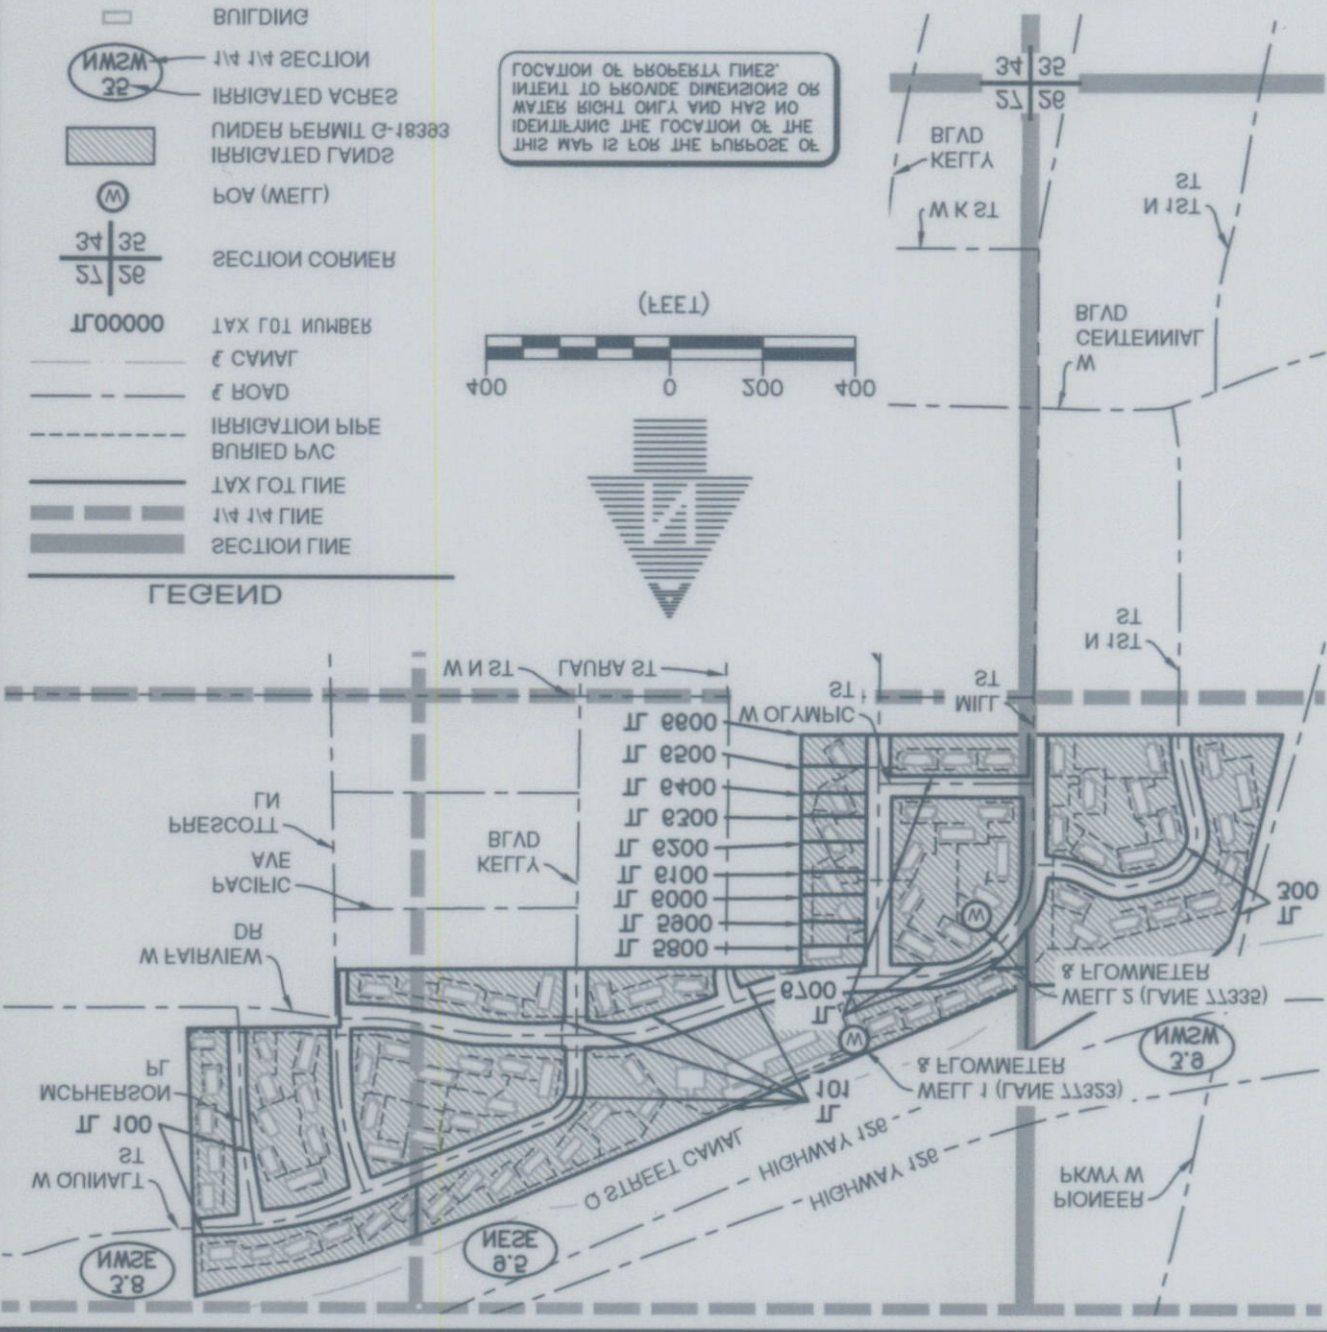 3.8
NWSE
9.5
NESE
W QUINALT
ST
TL 100
MCPHERSON
PL
W FAIRVIEW
DR
PACIFIC
AVE
PRESCOTT
LN
KELLY
BLVD
Q STREET CANAL
HIGHWAY 126
HIGHWAY 126
PIONEER
PKWY W
TL
101
WELL 1 (LANE 77323)
& FLOWMETER
3.9
NWSW
WELL 2 (LANE 77335)
& FLOWMETER
TL
6700
TL
300
TL 5800
TL 5900
TL 6000
TL 6100
TL 6200
TL 6300
TL 6400
TL 6500
TL 6600
W
W
W OLYMPIC
ST
MILL
ST
W N ST
LAURA ST
N 1ST
ST
LEGEND
SECTION LINE
1/4 1/4 LINE
TAX LOT LINE
BURIED PVC
IRRIGATION PIPE
℄ ROAD
℄ CANAL
TL00000 TAX LOT NUMBER
27 26
34 35
SECTION CORNER
W POA (WELL)
IRRIGATED LANDS
UNDER PERMIT G-18393
35 IRRIGATED ACRES
NWSW 1/4 1/4 SECTION
BUILDING
N
400 0 200 400
(FEET)
THIS MAP IS FOR THE PURPOSE OF
IDENTIFYING THE LOCATION OF THE
WATER RIGHT ONLY AND HAS NO
INTENT TO PROVIDE DIMENSIONS OR
LOCATION OF PROPERTY LINES.
W
CENTENNIAL
BLVD
W K ST
N 1ST
ST
KELLY
BLVD
27 26
34 35